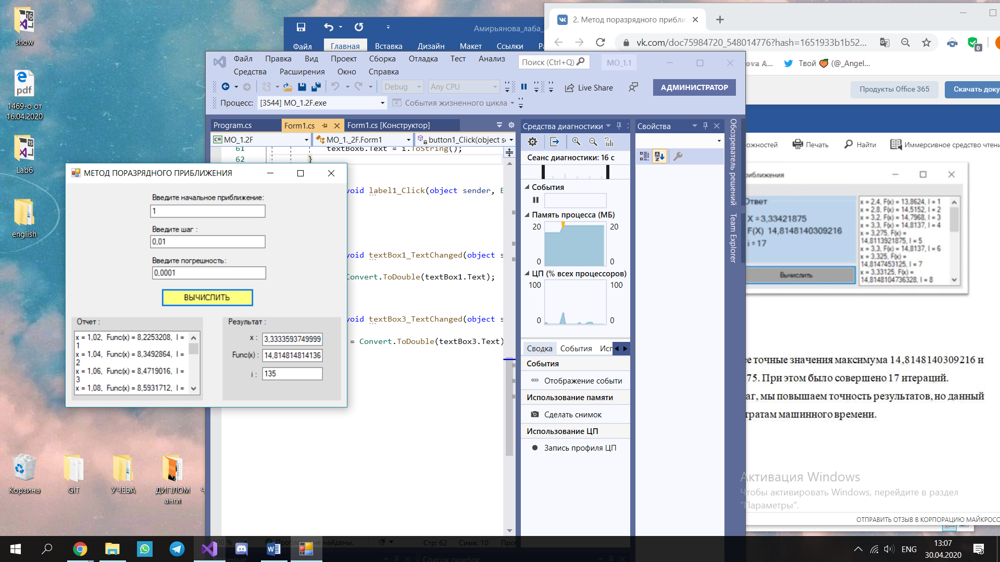 show
1469-о от
16.04.2020
Lab6
english
Корзина
GIT
УЧЕБА
ДИПЛОМ
англ
Амирьянова_лаба_
Файл
Главная
Вставка
Дизайн
Макет
Ссылки
2. Метод поразрядного прибли
vk.com/doc75984720_548014776?hash=1651933b1b52...
ova A...
Твой (@_Angel...
Продукты Office 365
Скачать доку
Печать
Найти
Иммерсивное средство чтени
Файл Правка Вид Проект Сборка Отладка Тест Анализ
Средства Расширения Окно Справка
Поиск (Ctrl+Q)
MO_1.1
Debug
Any CPU
Live Share
АДМИНИСТРАТОР
Процесс: [3544] MO_1.2F.exe
События жизненного цикла
Program.cs
Form1.cs
Form1.cs [Конструктор]
MO_1.2F
MO_1._2F.Form1
button1_Click(object se
61 textBox6.Text = i.ToString();
62 }
void label1_Click(object sender, E
void textBox1_TextChanged(object s
Convert.ToDouble(textBox1.Text);
void textBox3_TextChanged(object s
= Convert.ToDouble(textBox3.Text)
МЕТОД ПОРАЗРЯДНОГО ПРИБЛИЖЕНИЯ
Введите начальное приближение:
1
Введите шаг :
0,01
Введите погрешность:
0,0001
ВЫЧИСЛИТЬ
Отчет :
x = 1,02, Func(x) = 8,2253208, I =
1
x = 1,04, Func(x) = 8,3492864, I =
2
x = 1,06, Func(x) = 8,4719016, I =
3
x = 1,08, Func(x) = 8,5931712, I =
Результат :
x : 3,3333593749999
Func(x) : 14,814814814136
i : 135
Средства диагностики
Сеанс диагностики: 16 с
События
Память процесса (МБ)
20 20
0 0
ЦП (% всех процессоров)
100 100
0 0
Сводка События Исп
События
Отображение событи
Использование памяти
Сделать снимок
Использование ЦП
Запись профиля ЦП
Свойства
Обозреватель решений
Team Explorer
Ответ
X =3,33421875
F(X) 14,8148140309216
i = 17
Вычислить
x = 2,4, F(x) = 13,8624, I = 1
x = 2,8, F(x) = 14,5152, I = 2
x = 3,2, F(x) = 14,7968, I = 3
x = 3,3, F(x) = 14,8137, I = 4
x = 3,275, F(x) =
14,8113921875, I = 5
x = 3,3, F(x) = 14,8137, I = 6
x = 3,325, F(x) =
14,8147453125, I = 7
x = 3,33125, F(x) =
14,8148104736328, I = 8
ее точные значения максимума 14,8148140309216 и
75. При этом было совершено 17 итераций.
аг, мы повышаем точность результатов, но данный
тратам машинного времени.
Активация Windows
Чтобы активировать Windows, перейдите в раздел
"Параметры".
ОТПРАВИТЬ ОТЗЫВ В КОРПОРАЦИЮ МАЙКРОСО
Стр: 62 Симв: 10
Список ошибок
ENG
13:07
30.04.2020